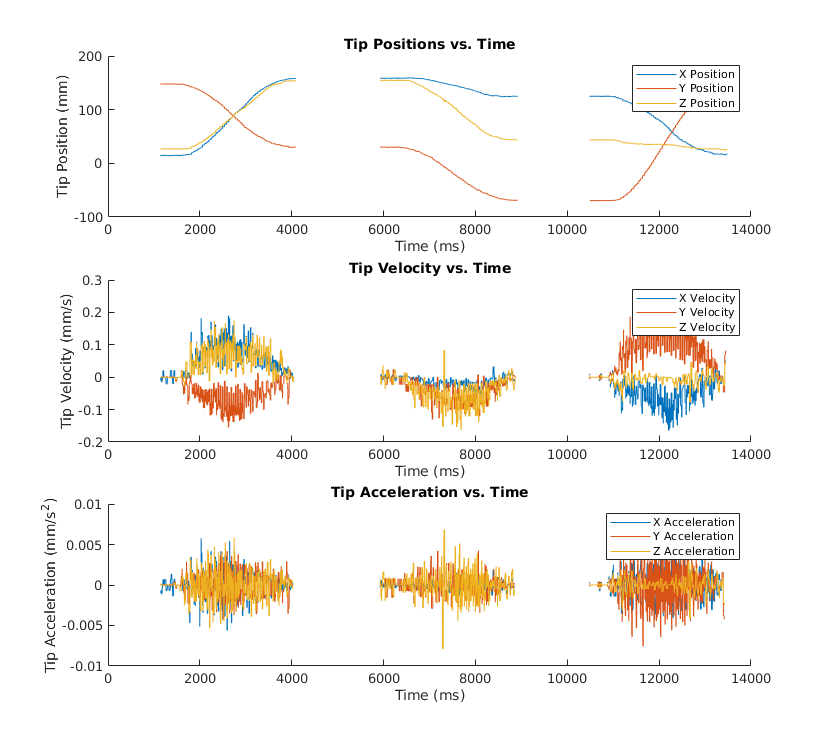 Tip Positions vs. Time
Tip Position (mm)
200
100
0
-100
X Position
Y Position
Z Position
0 2000 4000 6000 8000 10000 12000 14000
Time (ms)
Tip Velocity vs. Time
Tip Velocity (mm/s)
0.3
0.2
0.1
0
-0.1
-0.2
X Velocity
Y Velocity
Z Velocity
0 2000 4000 6000 8000 10000 12000 14000
Time (ms)
Tip Acceleration vs. Time
Tip Acceleration (mm/s²)
0.01
0.005
0
-0.005
-0.01
X Acceleration
Y Acceleration
Z Acceleration
0 2000 4000 6000 8000 10000 12000 14000
Time (ms)